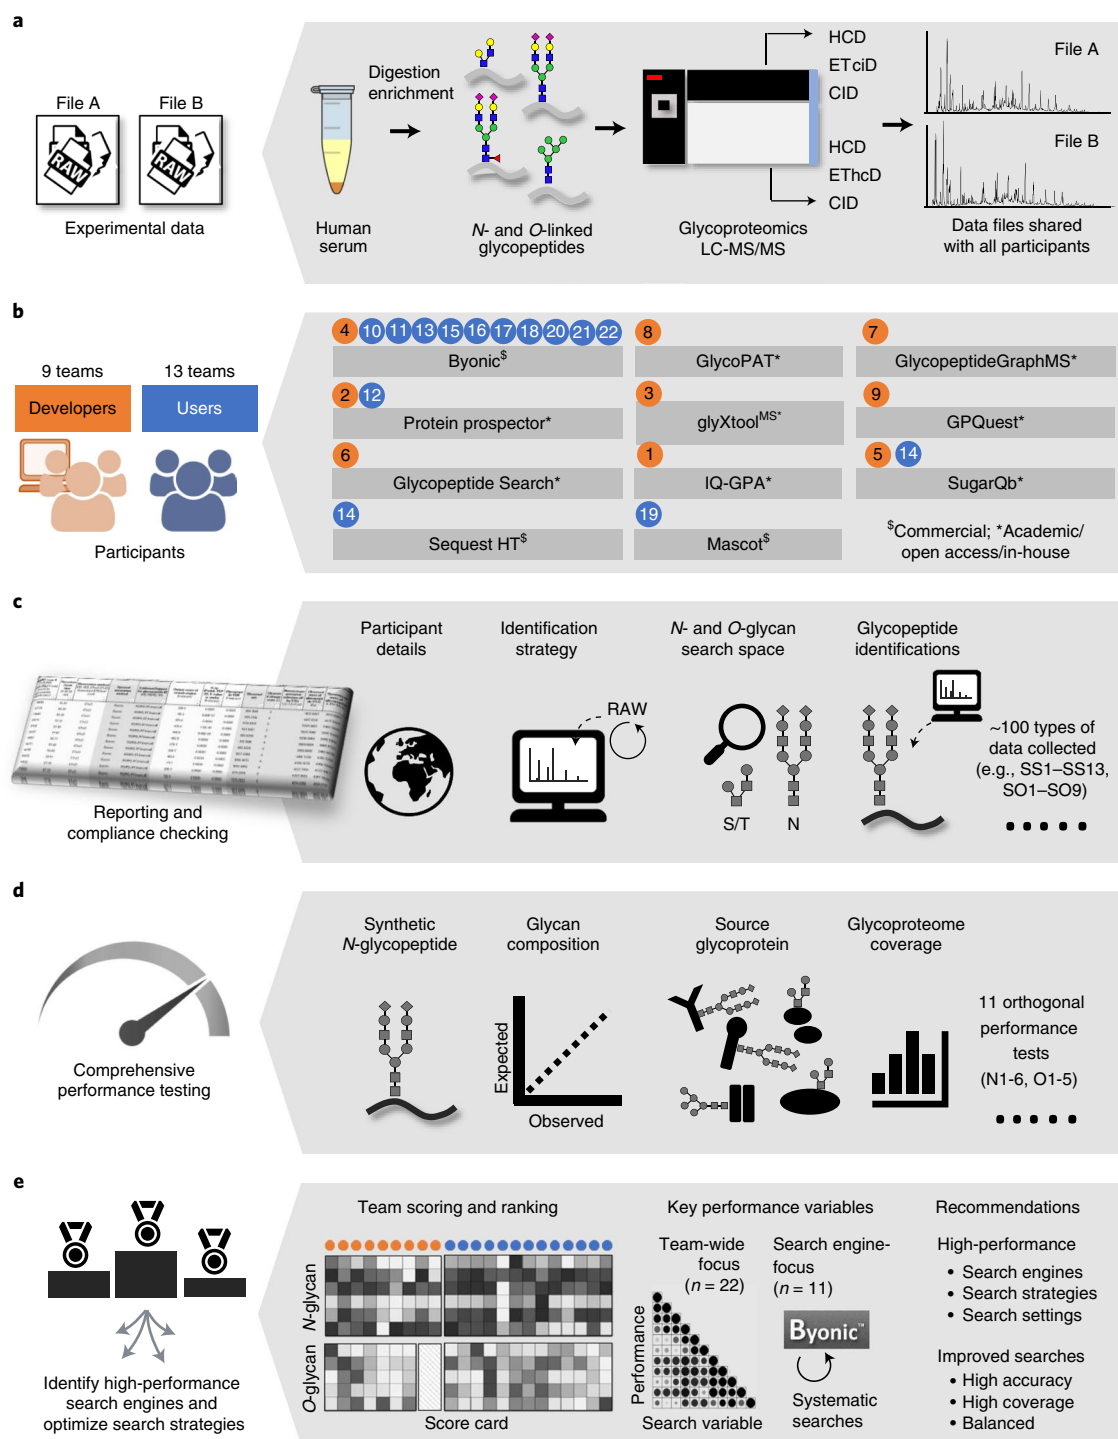 a
File A
File B
RAW
RAW
Experimental data
Human
serum
Digestion
enrichment
N- and O-linked
glycopeptides
Glycoproteomics
LC-MS/MS
HCD
ETciD
CID
HCD
EThcD
CID
File A
File B
Data files shared
with all participants
b
9 teams
13 teams
Developers
Users
Participants
4 10 11 13 15 16 17 18 20 21 22
Byonic$
8
GlycoPAT*
7
GlycopeptideGraphMS*
2 12
Protein prospector*
3
glyXtoolMS*
9
GPQuest*
6
Glycopeptide Search*
1
IQ-GPA*
5 14
SugarQb*
14
Sequest HT$
19
Mascot$
$Commercial; *Academic/
open access/in-house
c
Reporting and
compliance checking
Participant
details
Identification
strategy
RAW
N- and O-glycan
search space
S/T
N
Glycopeptide
identifications
~100 types of
data collected
(e.g., SS1–SS13,
SO1–SO9)
d
Comprehensive
performance testing
Synthetic
N-glycopeptide
Glycan
composition
Expected
Observed
Source
glycoprotein
Glycoproteome
coverage
11 orthogonal
performance
tests
(N1-6, O1-5)
e
Identify high-performance
search engines and
optimize search strategies
Team scoring and ranking
N-glycan
O-glycan
Score card
Key performance variables
Team-wide
focus
(n = 22)
Performance
Search variable
Search engine-
focus
(n = 11)
Byonic™
Systematic
searches
Recommendations
High-performance
• Search engines
• Search strategies
• Search settings
Improved searches
• High accuracy
• High coverage
• Balanced